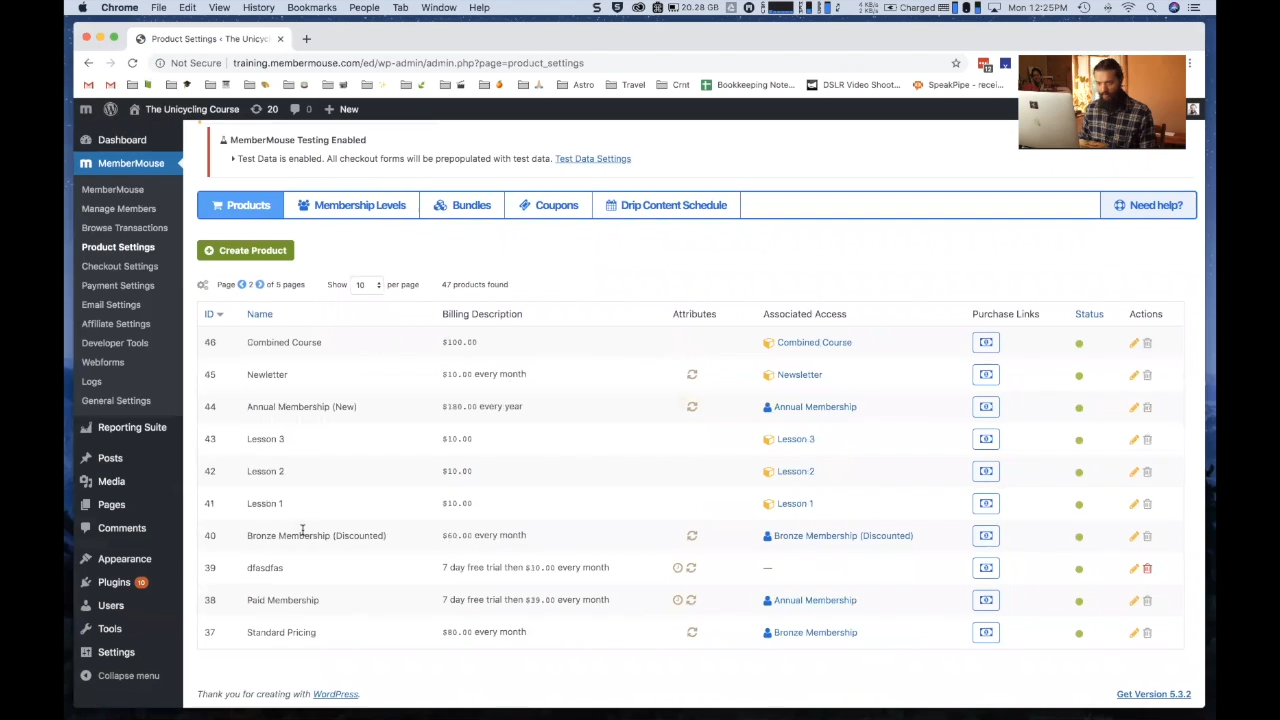 Chrome File Edit View History Bookmarks People Tab Window Help 20.28 GB 4 KB/s 2 KB/s Charged Mon 12:25PM
Product Settings ‹ The Unicyc
Not Secure training.membermouse.com/ed/wp-admin/admin.php?page=product_settings
Astro Travel Crnt Bookkeeping Note... DSLR Video Shoot... SpeakPipe - recei...
The Unicycling Course 20 0 New
Dashboard
MemberMouse
MemberMouse
Manage Members
Browse Transactions
Product Settings
Checkout Settings
Payment Settings
Email Settings
Affiliate Settings
Developer Tools
Webforms
Logs
General Settings
Reporting Suite
Posts
Media
Pages
Comments
Appearance
Plugins 10
Users
Tools
Settings
Collapse menu
MemberMouse Testing Enabled
Test Data is enabled. All checkout forms will be prepopulated with test data. Test Data Settings
Products Membership Levels Bundles Coupons Drip Content Schedule Need help?
Create Product
Page 2 of 5 pages Show 10 per page 47 products found
ID Name Billing Description Attributes Associated Access Purchase Links Status Actions
46 Combined Course $100.00 Combined Course
45 Newletter $10.00 every month Newsletter
44 Annual Membership (New) $180.00 every year Annual Membership
43 Lesson 3 $10.00 Lesson 3
42 Lesson 2 $10.00 Lesson 2
41 Lesson 1 $10.00 Lesson 1
40 Bronze Membership (Discounted) $60.00 every month Bronze Membership (Discounted)
39 dfasdfas 7 day free trial then $10.00 every month —
38 Paid Membership 7 day free trial then $39.00 every month Annual Membership
37 Standard Pricing $80.00 every month Bronze Membership
Thank you for creating with WordPress. Get Version 5.3.2